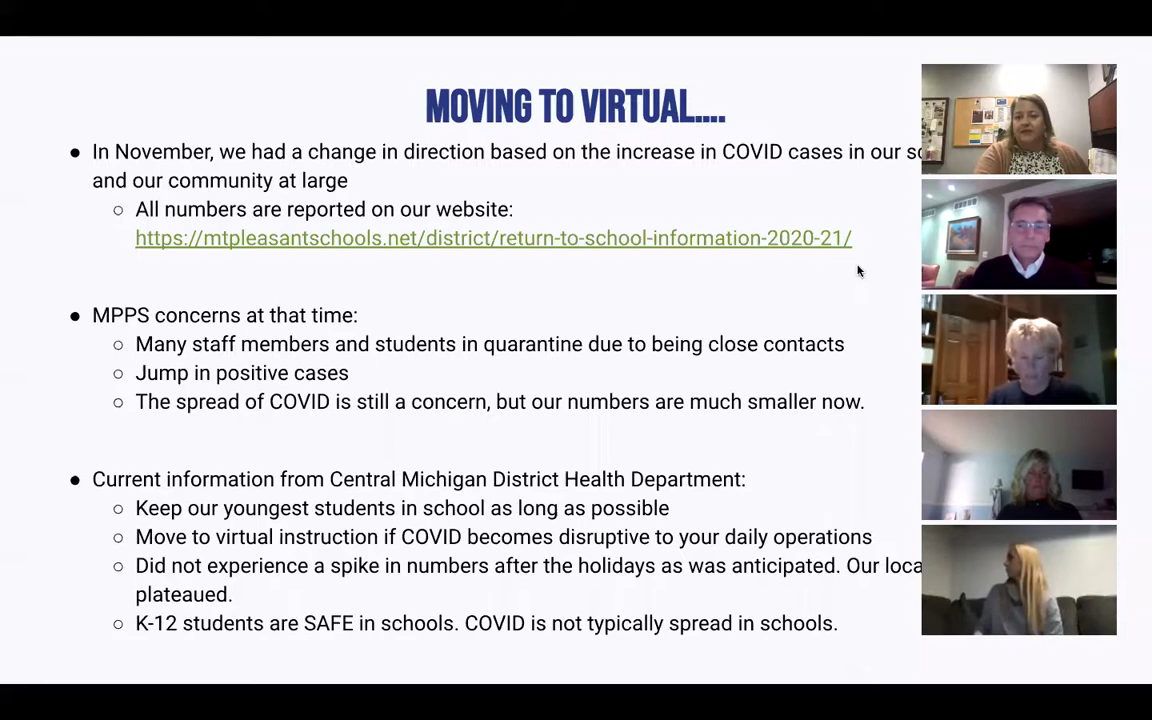 MOVING TO VIRTUAL....
● In November, we had a change in direction based on the increase in COVID cases in our
and our community at large
○ All numbers are reported on our website:
https://mtpleasantschools.net/district/return-to-school-information-2020-21/
● MPPS concerns at that time:
○ Many staff members and students in quarantine due to being close contacts
○ Jump in positive cases
○ The spread of COVID is still a concern, but our numbers are much smaller now.
● Current information from Central Michigan District Health Department:
○ Keep our youngest students in school as long as possible
○ Move to virtual instruction if COVID becomes disruptive to your daily operations
○ Did not experience a spike in numbers after the holidays as was anticipated. Our
plateaued.
○ K-12 students are SAFE in schools. COVID is not typically spread in schools.